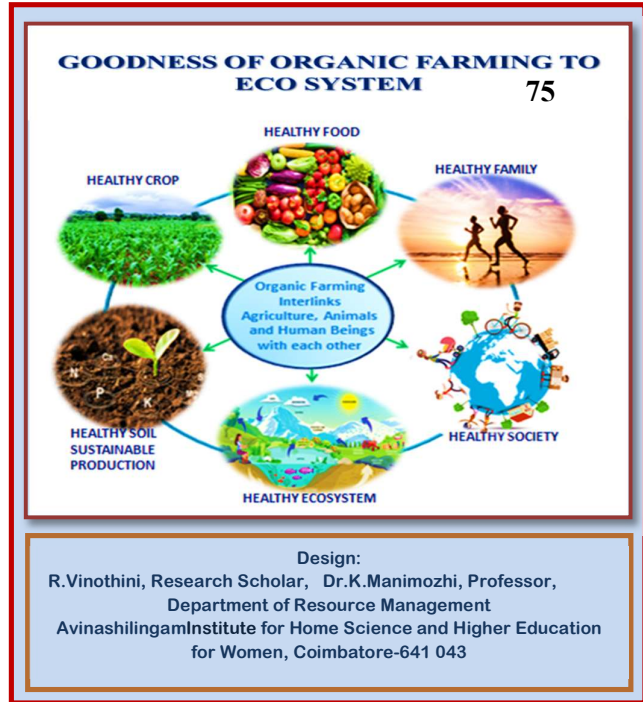 GOODNESS OF ORGANIC FARMING TO
ECO SYSTEM
75
HEALTHY FOOD
HEALTHY FAMILY
HEALTHY CROP
Organic Farming
Interlinks
Agriculture, Animals
and Human Beings
with each other
N
P
K
Ca
HEALTHY SOIL
SUSTAINABLE
PRODUCTION
HEALTHY SOCIETY
HEALTHY ECOSYSTEM
Design:
R.Vinothini, Research Scholar, Dr.K.Manimozhi, Professor,
Department of Resource Management
AvinashilingamInstitute for Home Science and Higher Education
for Women, Coimbatore-641 043